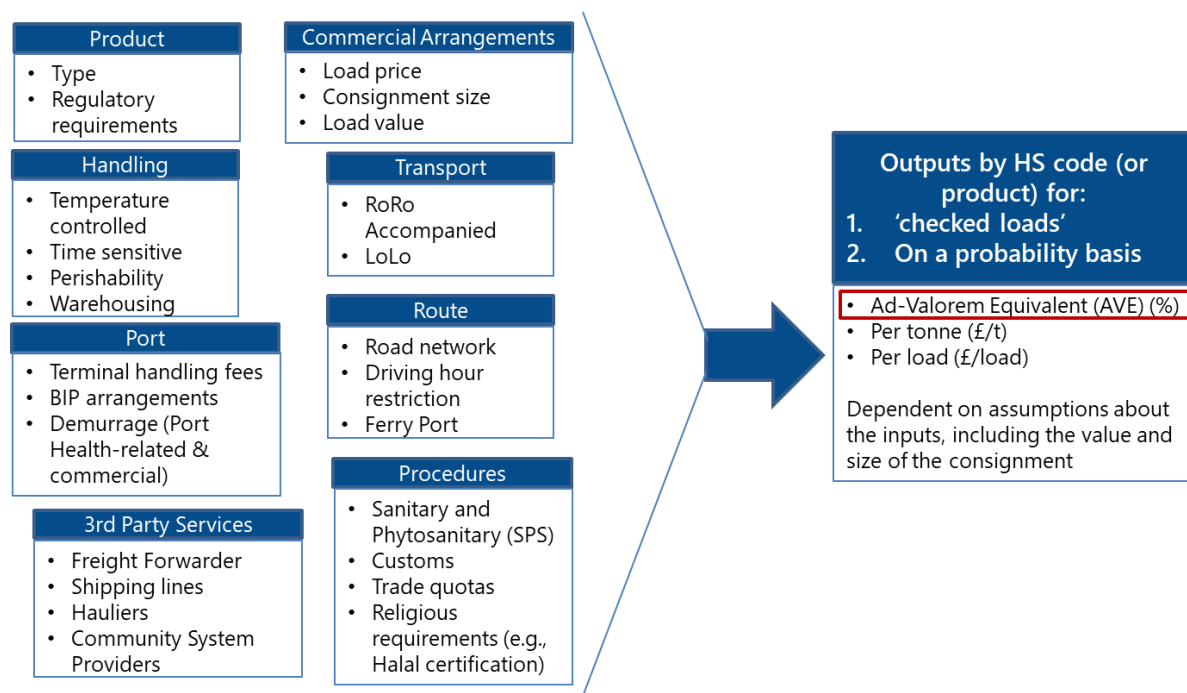 Product
• Type
• Regulatory
requirements
Handling
• Temperature
controlled
• Time sensitive
• Perishability
• Warehousing
Port
• Terminal handling fees
• BIP arrangements
• Demurrage (Port
Health-related &
commercial)
3rd Party Services
• Freight Forwarder
• Shipping lines
• Hauliers
• Community System
Providers
Commercial Arrangements
• Load price
• Consignment size
• Load value
Transport
• RoRo
Accompanied
• LoLo
Route
• Road network
• Driving hour
restriction
• Ferry Port
Procedures
• Sanitary and
Phytosanitary (SPS)
• Customs
• Trade quotas
• Religious
requirements (e.g.,
Halal certification)
Outputs by HS code (or
product) for:
1. ‘checked loads’
2. On a probability basis
• Ad-Valorem Equivalent (AVE) (%)
• Per tonne (£/t)
• Per load (£/load)
Dependent on assumptions about
the inputs, including the value and
size of the consignment